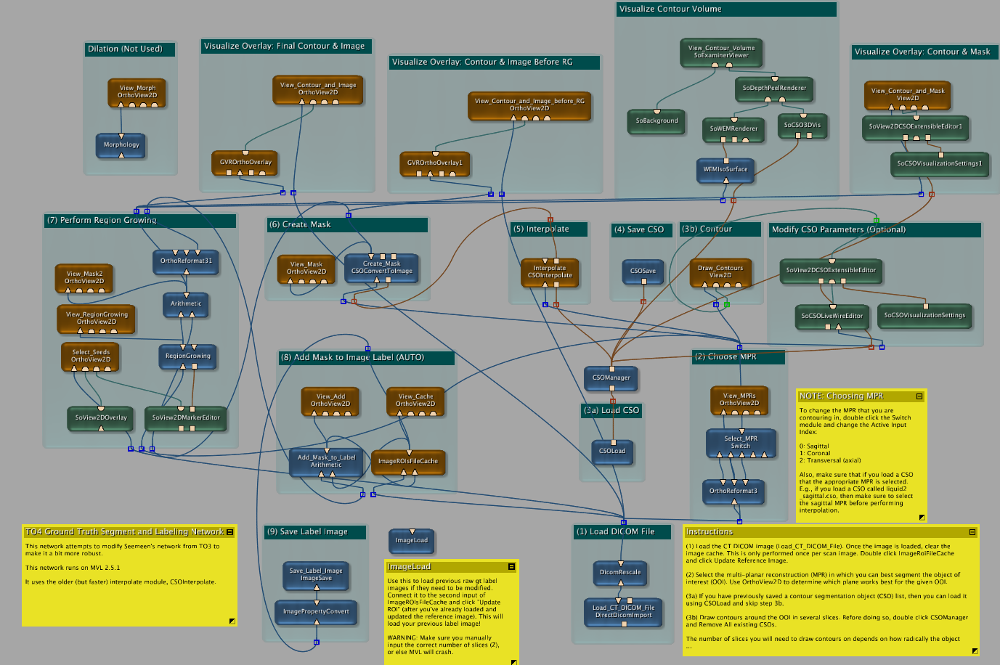 Visualize Contour Volume
View_Contour_Volume
SoExaminerViewer
SoDepthPeelRenderer
SoBackground
SoWEMRenderer
SoCSO3DVis
WEMIsoSurface
Dilation (Not Used)
View_Morph
OrthoView2D
Morphology
Visualize Overlay: Final Contour & Image
View_Contour_and_Image
OrthoView2D
GVROrthoOverlay
Visualize Overlay: Contour & Image Before RG
View_Contour_and_Image_before_RG
OrthoView2D
GVROrthoOverlay1
Visualize Overlay: Contour & Mask
View_Contour_and_Mask
View2D
SoView2DCSOExtensibleEditor1
SoCSOVisualizationSettings1
(7) Perform Region Growing
OrthoReformat31
View_Mask2
OrthoView2D
Arithmetic
View_RegionGrowing
OrthoView2D
Select_Seeds
OrthoView2D
RegionGrowing
SoView2DOverlay
SoView2DMarkerEditor
(6) Create Mask
View_Mask
OrthoView2D
Create_Mask
CSOConvertToImage
(5) Interpolate
Interpolate
CSOInterpolate
(4) Save CSO
CSOSave
(3b) Contour
Draw_Contours
View2D
Modify CSO Parameters (Optional)
SoView2DCSOExtensibleEditor
SoCSOLiveWireEditor
SoCSOVisualizationSettings
(8) Add Mask to Image Label (AUTO)
View_Add
OrthoView2D
View_Cache
OrthoView2D
Add_Mask_to_Label
Arithmetic
ImageROIsFileCache
CSOManager
(3a) Load CSO
CSOLoad
(2) Choose MPR
View_MPRs
OrthoView2D
Select_MPR
Switch
OrthoReformat3
NOTE: Choosing MPR
To change the MPR that you are
contouring in, double click the Switch
module and change the Active Input
Index:
0: Sagittal
1: Coronal
2: Transversal (axial)
Also, make sure that if you load a CSO
that the appropriate MPR is selected.
E.g., if you load a CSO called liquid2
_sagittal.cso, then make sure to select
the sagittal MPR before performing
interpolation.
TO4 Ground Truth Segment and Labeling Network
This network attempts to modify Seemeen's network from TO3 to
make it a bit more robust.
This network runs on MVL 2.5.1
It uses the older (but faster) interpolate module, CSOInterpolate.
(9) Save Label Image
Save_Label_Image
ImageSave
ImagePropertyConvert
ImageLoad
ImageLoad
Use this to load previous raw gt label
images if they need to be modified.
Connect it to the second input of
ImageROIsFileCache and click "Update
ROI" (after you've already loaded and
updated the reference image). This will
load your previous label image!
WARNING: Make sure you manually
input the correct number of slices (Z),
or else MVL will crash.
(1) Load DICOM File
DicomRescale
Load_CT_DICOM_File
DirectDicomImport
Instructions
(1) Load the CT DICOM image (Load_CT_DICOM_File). Once the image is loaded, clear the
image cache. This is only performed once per scan image. Double click ImageRoiFileCache
and click Update Reference Image.
(2) Select the multi-planar reconstruction (MPR) in which you can best segment the object of
interest (OOI). Use OrthoView2D to determine which plane works best for the given OOI.
(3a) If you have previously saved a contour segmentation object (CSO) list, then you can load it
using CSOLoad and skip step 3b.
(3b) Draw contours around the OOI in several slices. Before doing so, double click CSOManager
and Remove All existing CSOs.
The number of slices you will need to draw contours on depends on how radically the object
...